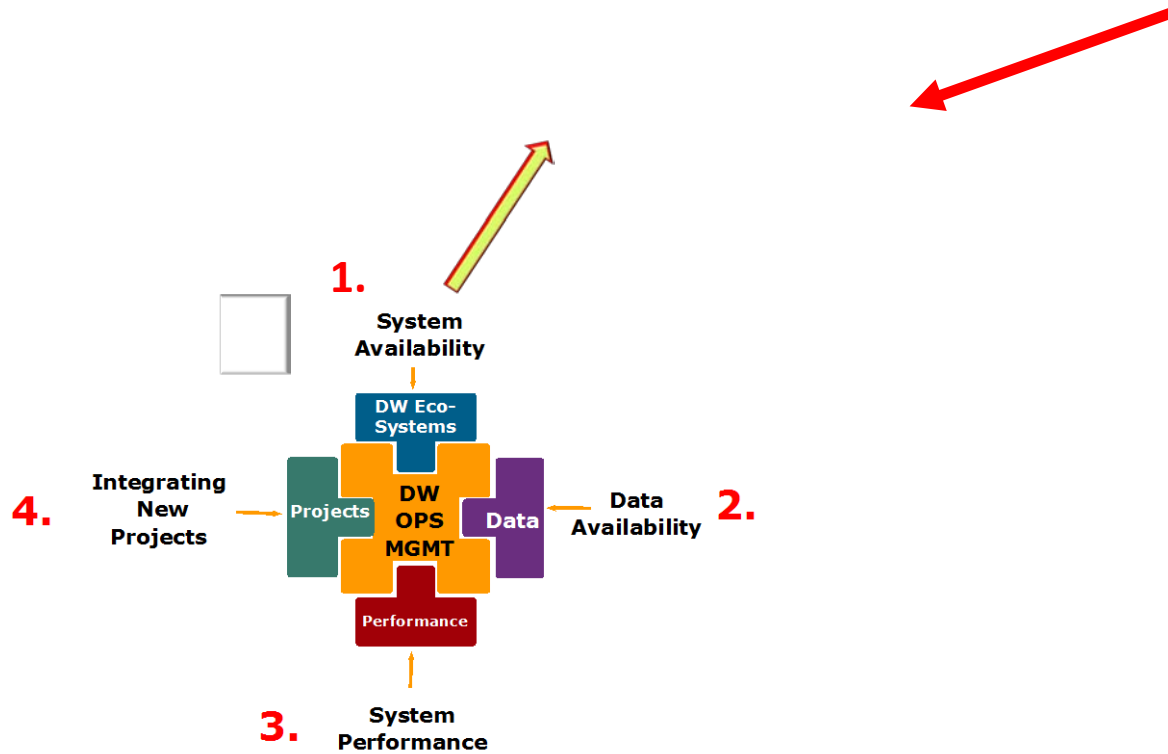 1.
System
Availability
DW Eco-
Systems
4.
Integrating
New
Projects
Projects
DW
OPS
MGMT
Data
Data
Availability
2.
Performance
3.
System
Performance